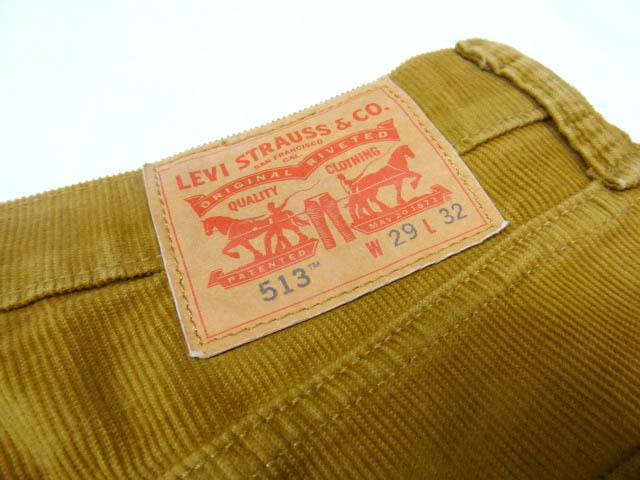 LEVI STRAUSS & CO.
SAN FRANCISCO
CAL.
ORIGINAL RIVETED
QUALITY CLOTHING
PATENTED MAY 20 1873
513™ W 29 L 32